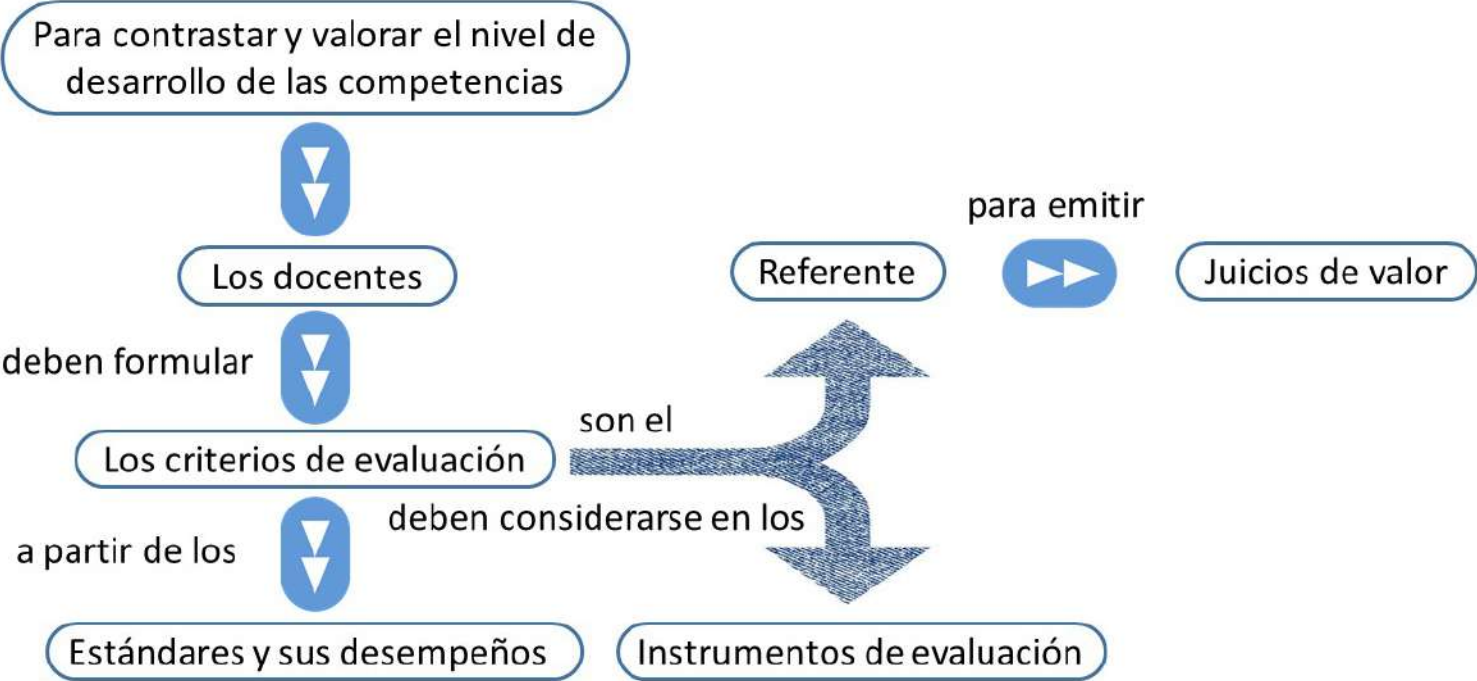 Para contrastar y valorar el nivel de
desarrollo de las competencias
para emitir
Los docentes
Referente
Juicios de valor
deben formular
son el
Los criterios de evaluación
deben considerarse en los
a partir de los
Estándares y sus desempeños
Instrumentos de evaluación